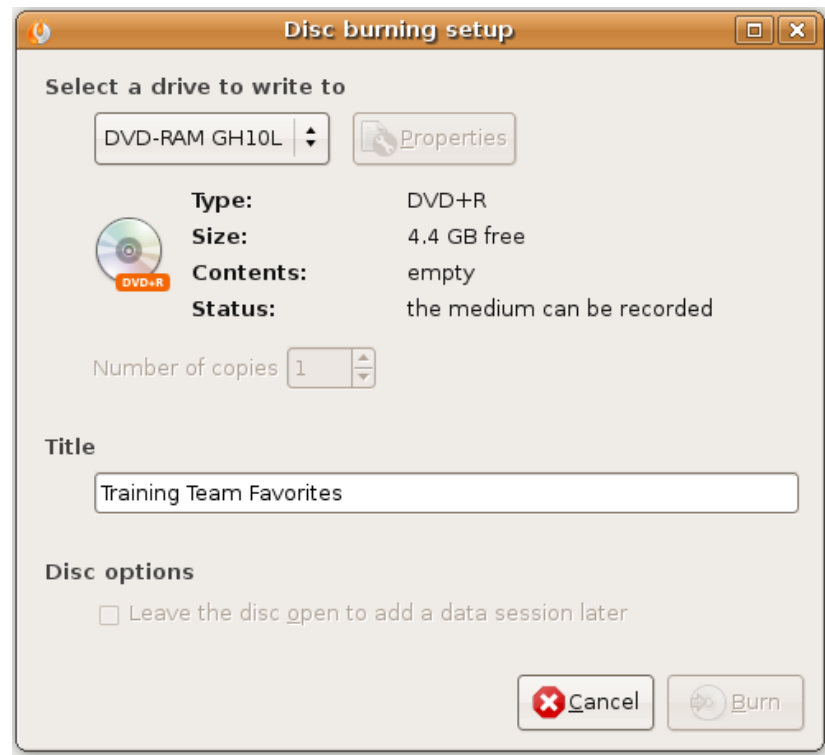 Disc burning setup
Select a drive to write to
DVD-RAM GH10L Properties
Type: DVD+R
Size: 4.4 GB free
Contents: empty
Status: the medium can be recorded
DVD+R
Number of copies 1
Title
Training Team Favorites
Disc options
Leave the disc open to add a data session later
Cancel Burn